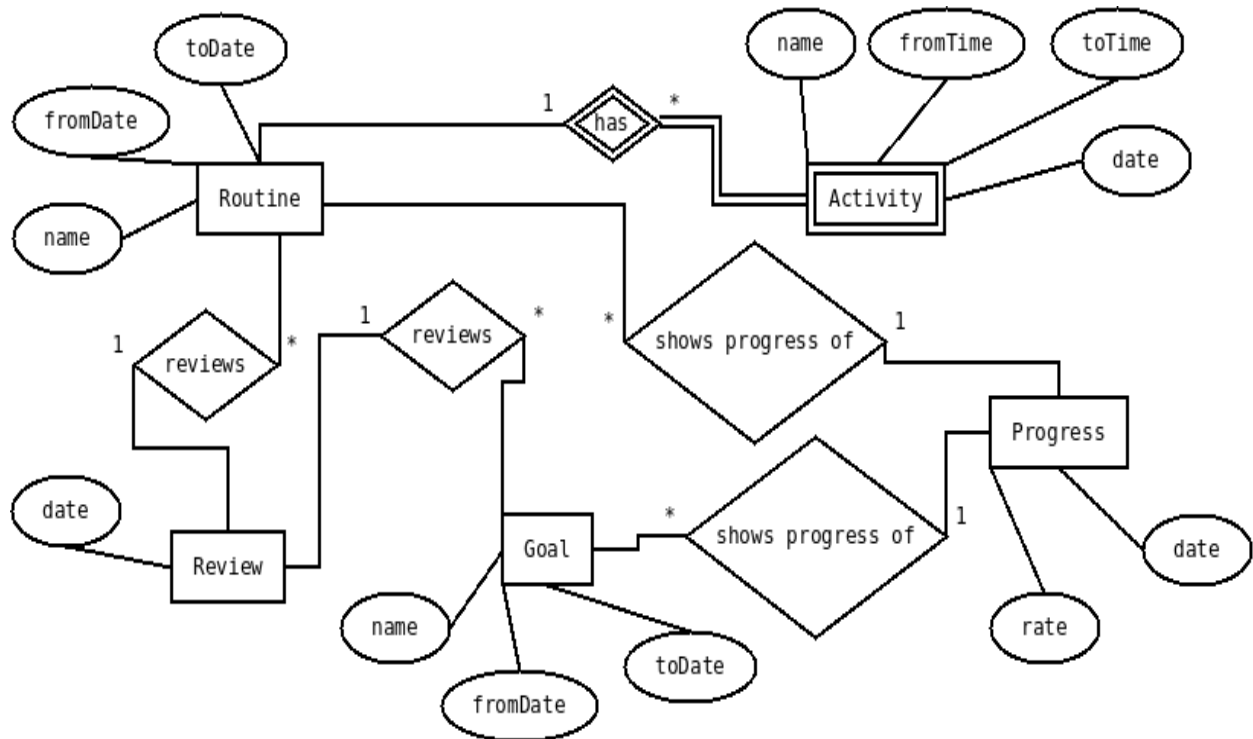 toDate
name
fromTime
toTime
fromDate
1
has
*
date
Routine
Activity
name
1
reviews
*
1
reviews
*
*
shows progress of
1
Progress
date
Review
Goal
*
shows progress of
1
date
name
fromDate
toDate
rate